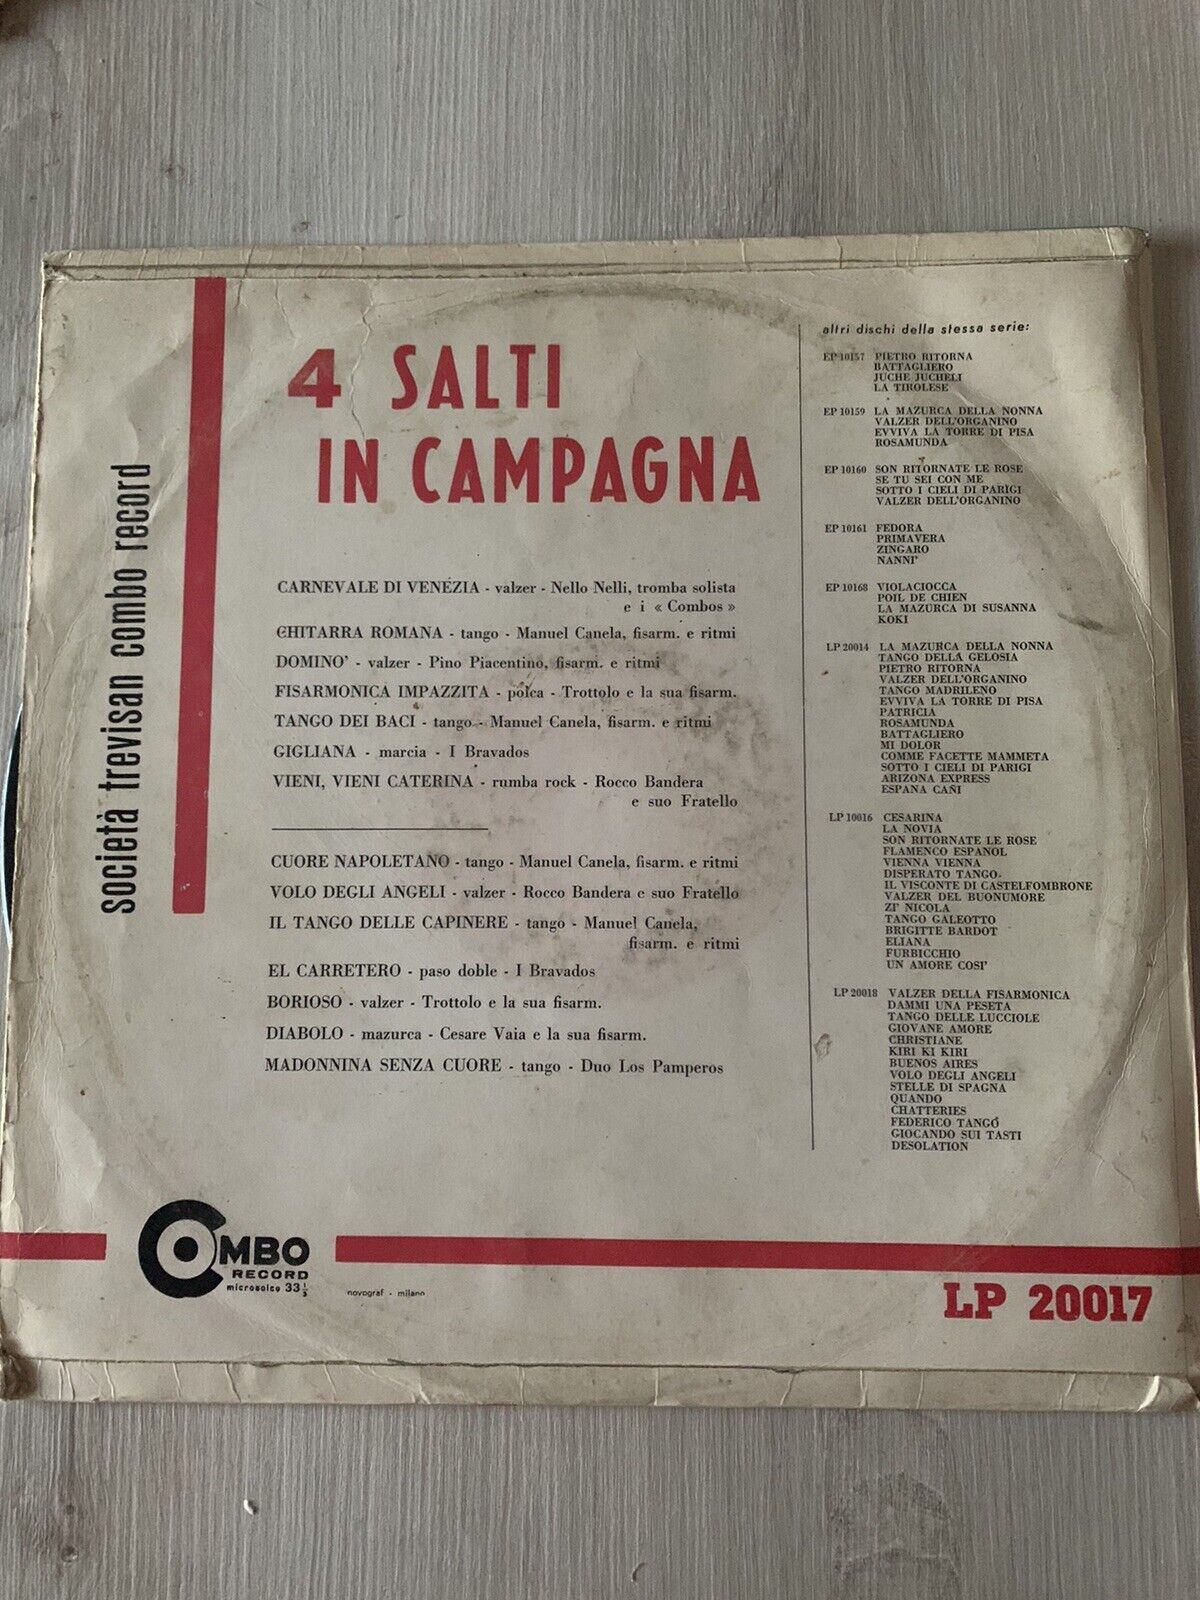 società trevisan combo record
4 SALTI
IN CAMPAGNA
CARNEVALE DI VENEZIA - valzer - Nello Nelli, tromba solista
e i « Combos »
CHITARRA ROMANA - tango - Manuel Canela, fisarm. e ritmi
DOMINO' - valzer - Pino Piacentino, fisarm. e ritmi
FISARMONICA IMPAZZITA - polca - Trottolo e la sua fisarm.
TANGO DEI BACI - tango - Manuel Canela, fisarm. e ritmi
GIGLIANA - marcia - I Bravados
VIENI, VIENI CATERINA - rumba rock - Rocco Bandera
e suo Fratello
CUORE NAPOLETANO - tango - Manuel Canela, fisarm. e ritmi
VOLO DEGLI ANGELI - valzer - Rocco Bandera e suo Fratello
IL TANGO DELLE CAPINERE - tango - Manuel Canela,
fisarm. e ritmi
EL CARRETERO - paso doble - I Bravados
BORIOSO - valzer - Trottolo e la sua fisarm.
DIABOLO - mazurca - Cesare Vaia e la sua fisarm.
MADONNINA SENZA CUORE - tango - Duo Los Pamperos
altri dischi della stessa serie:
EP 10157 PIETRO RITORNA
BATTAGLIERO
JUCHE JUCHELI
LA TIROLESE
EP 10159 LA MAZURCA DELLA NONNA
VALZER DELL'ORGANINO
EVVIVA LA TORRE DI PISA
ROSAMUNDA
EP 10160 SON RITORNATE LE ROSE
SE TU SEI CON ME
SOTTO I CIELI DI PARIGI
VALZER DELL'ORGANINO
EP 10161 FEDORA
PRIMAVERA
ZINGARO
NANNI'
EP 10168 VIOLACIOCCA
POIL DE CHIEN
LA MAZURCA DI SUSANNA
KOKI
LP 20014 LA MAZURCA DELLA NONNA
TANGO DELLA GELOSIA
PIETRO RITORNA
VALZER DELL'ORGANINO
TANGO MADRILENO
EVVIVA LA TORRE DI PISA
PATRICIA
ROSAMUNDA
BATTAGLIERO
MI DOLOR
COMME FACETTE MAMMETA
SOTTO I CIELI DI PARIGI
ARIZONA EXPRESS
ESPANA CAÑI
LP 10016 CESARINA
LA NOVIA
SON RITORNATE LE ROSE
FLAMENCO ESPANOL
VIENNA VIENNA
DISPERATO TANGO
IL VISCONTE DI CASTELFOMBRONE
VALZER DEL BUONUMORE
ZI' NICOLA
TANGO GALEOTTO
BRIGITTE BARDOT
ELIANA
FURBICCHIO
UN AMORE COSI'
LP 20018 VALZER DELLA FISARMONICA
DAMMI UNA PESETA
TANGO DELLE LUCCIOLE
GIOVANE AMORE
CHRISTIANE
KIRI KI KIRI
BUENOS AIRES
VOLO DEGLI ANGELI
STELLE DI SPAGNA
QUANDO
CHATTERIES
FEDERICO TANGO
GIOCANDO SUI TASTI
DESOLATION
COMBO
RECORD
microsolco 33 1/3
novograf - milano
LP 20017